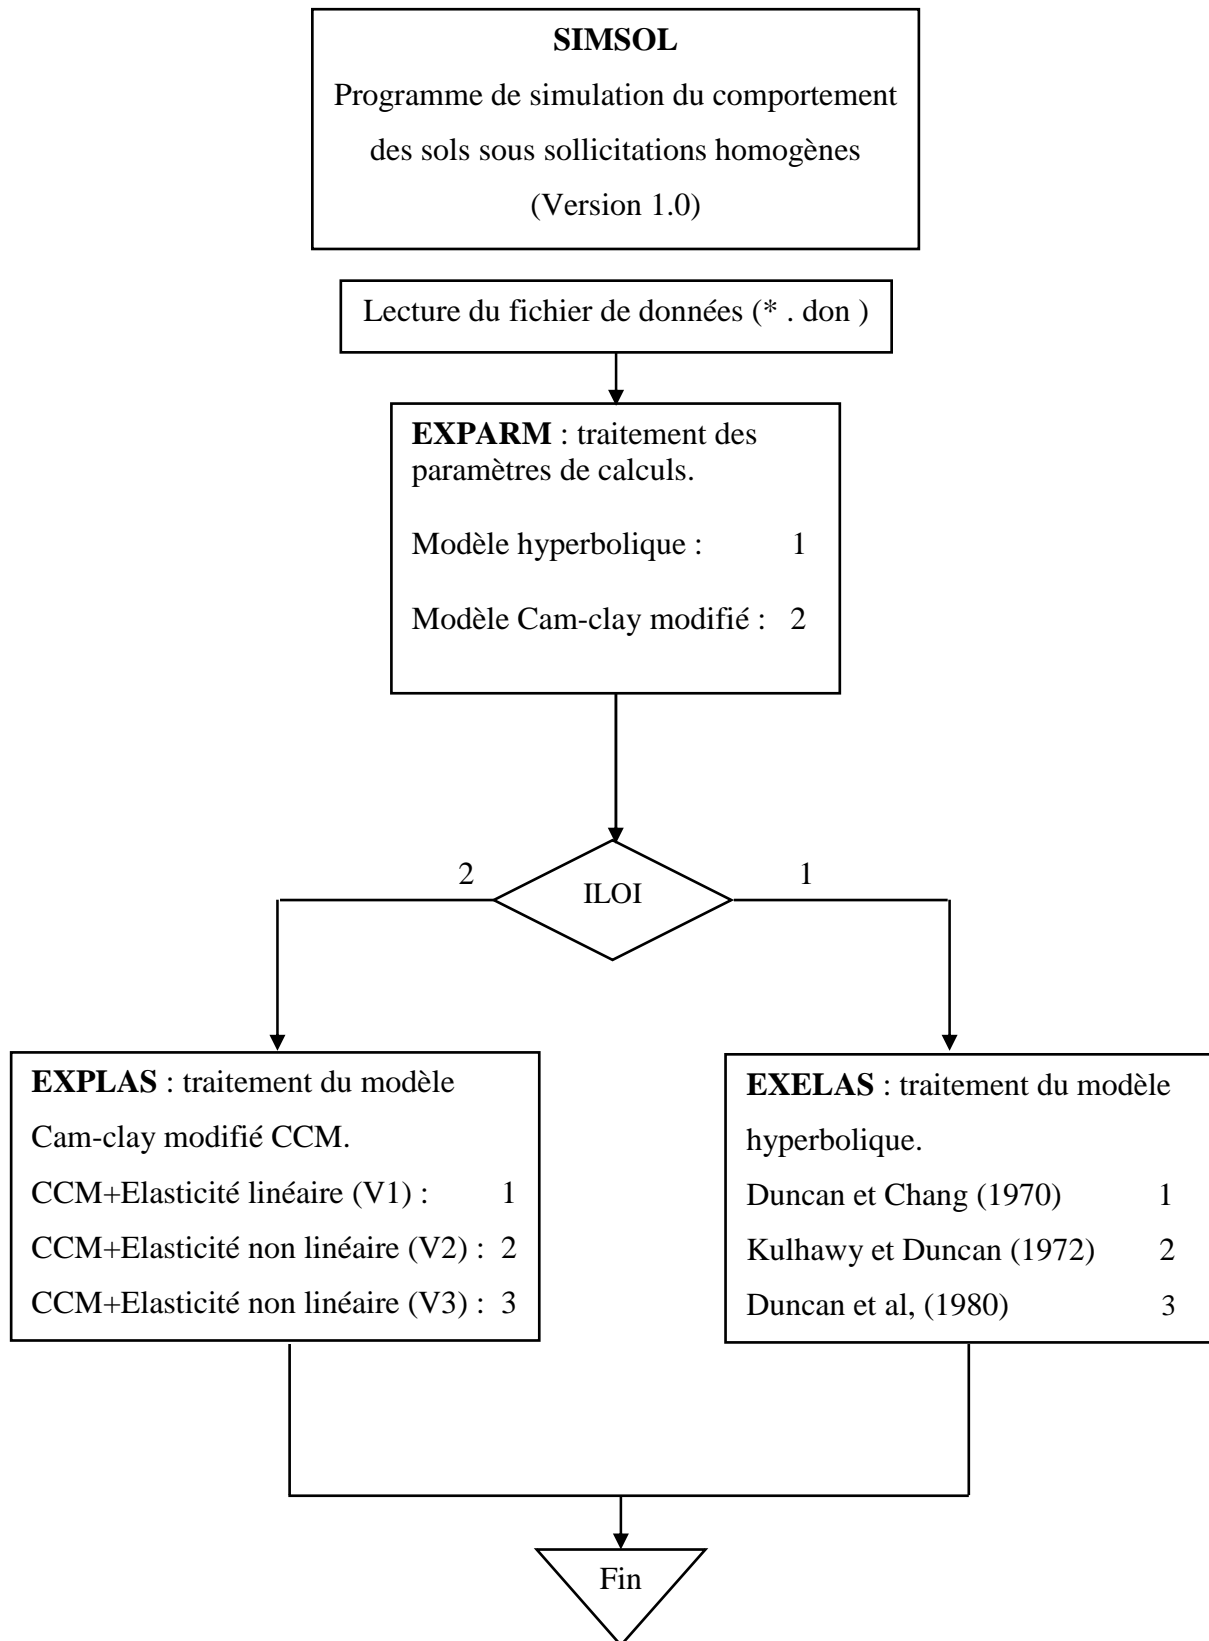 SIMSOL
Programme de simulation du comportement
des sols sous sollicitations homogènes
(Version 1.0)
Lecture du fichier de données (* . don )
EXPARM : traitement des
paramètres de calculs.
Modèle hyperbolique : 1
Modèle Cam-clay modifié : 2
2
ILOI
1
EXPLAS : traitement du modèle
Cam-clay modifié CCM.
CCM+Elasticité linéaire (V1) : 1
CCM+Elasticité non linéaire (V2) : 2
CCM+Elasticité non linéaire (V3) : 3
EXELAS : traitement du modèle
hyperbolique.
Duncan et Chang (1970) 1
Kulhawy et Duncan (1972) 2
Duncan et al, (1980) 3
Fin